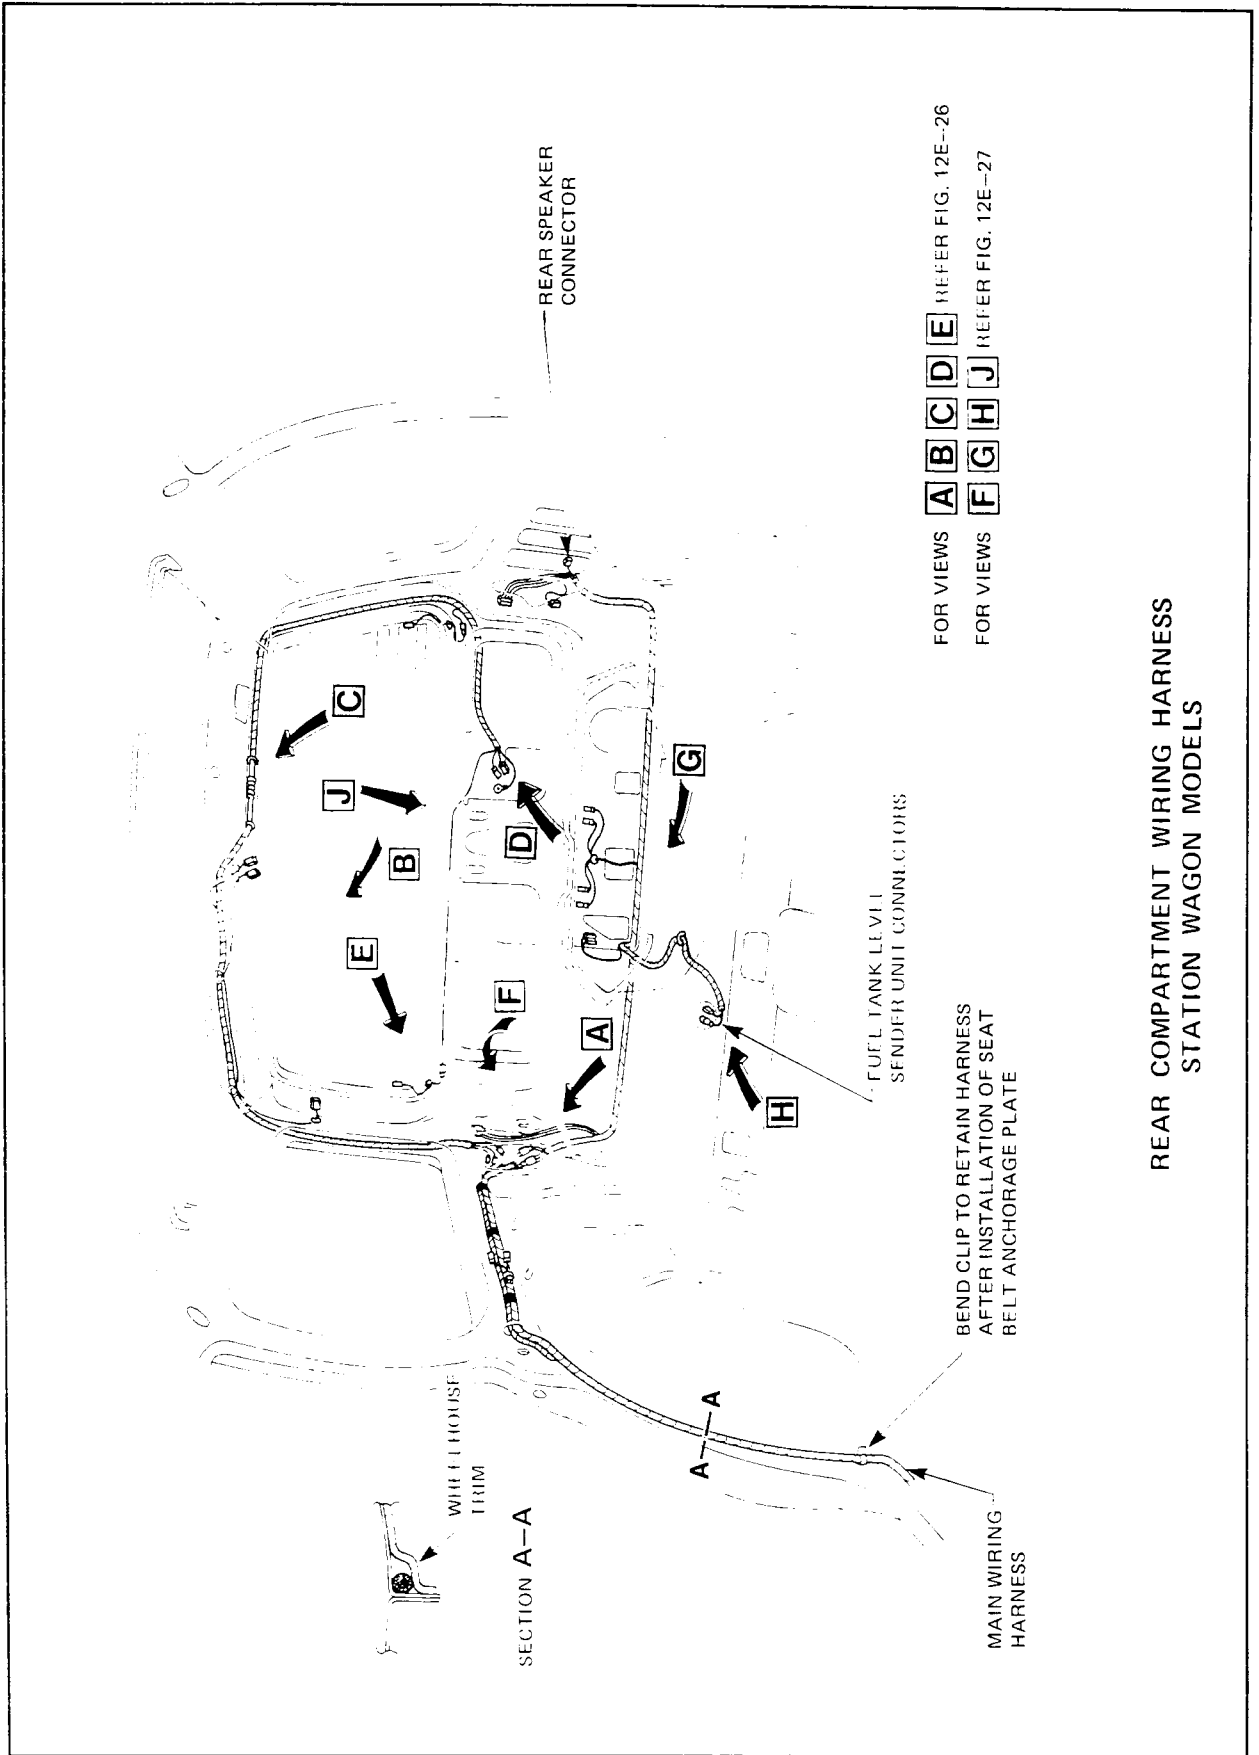 REAR SPEAKER
CONNECTOR
C
J
B
E
D
G
F
A
H
WHEELHOUSE
TRIM
SECTION A–A
A
A
FUEL TANK LEVEL
SENDER UNIT CONNECTORS
BEND CLIP TO RETAIN HARNESS
AFTER INSTALLATION OF SEAT
BELT ANCHORAGE PLATE
MAIN WIRING
HARNESS
FOR VIEWS A B C D E REFER FIG. 12E–26
FOR VIEWS F G H J REFER FIG. 12E–27
REAR COMPARTMENT WIRING HARNESS
STATION WAGON MODELS